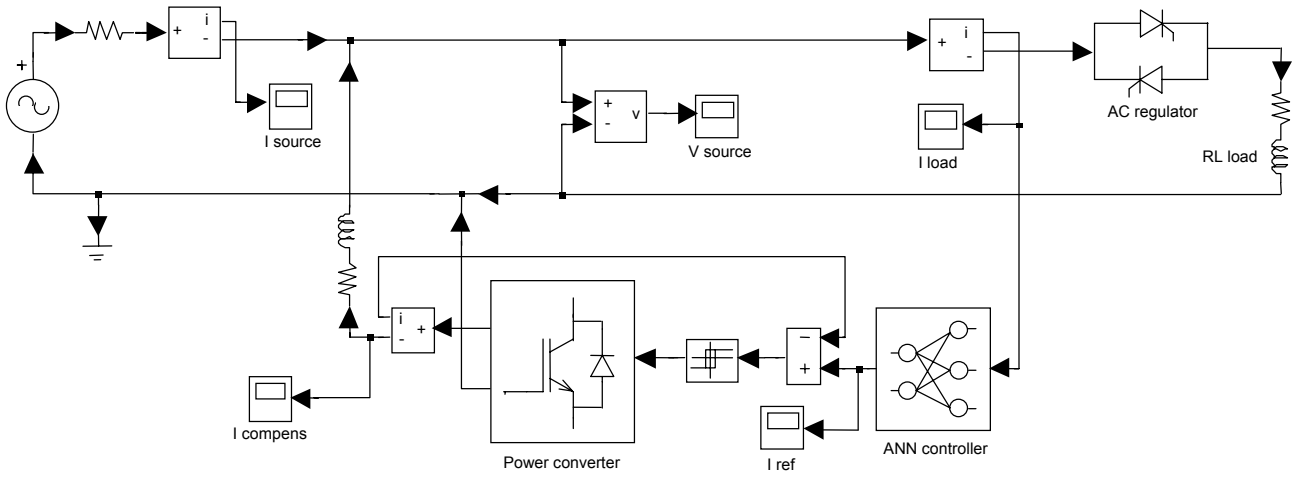 +
+
i
-
I source
+
-
v
V source
+
i
-
I load
AC regulator
RL load
i
-
+
I compens
Power converter
−
+
I ref
ANN controller